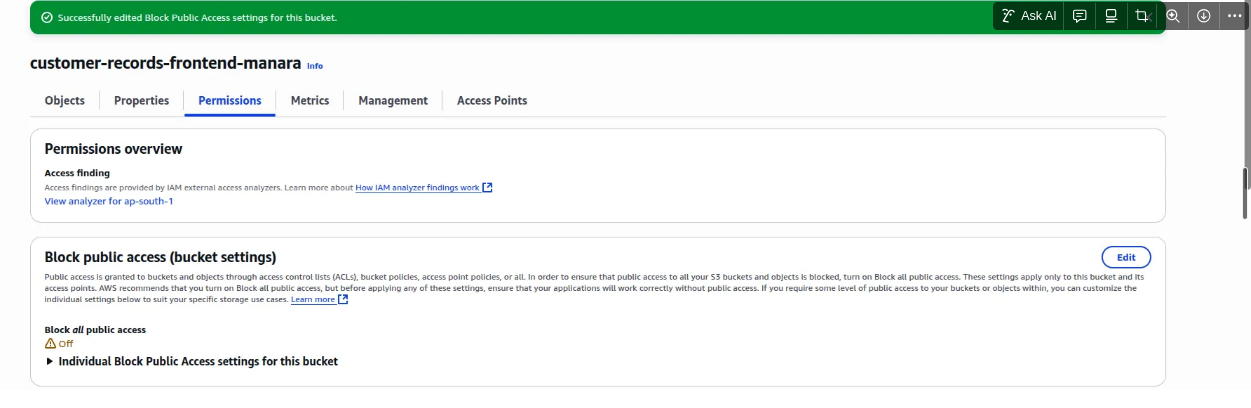 Successfully edited Block Public Access settings for this bucket.
Ask AI
customer-records-frontend-manara Info
Objects Properties Permissions Metrics Management Access Points
Permissions overview
Access finding
Access findings are provided by IAM external access analyzers. Learn more about How IAM analyzer findings work
View analyzer for ap-south-1
Block public access (bucket settings)
Edit
Public access is granted to buckets and objects through access control lists (ACLs), bucket policies, access point policies, or all. In order to ensure that public access to all your S3 buckets and objects is blocked, turn on Block all public access. These settings apply only to this bucket and its
access points. AWS recommends that you turn on Block all public access, but before applying any of these settings, ensure that your applications will work correctly without public access. If you require some level of public access to your buckets or objects within, you can customize the
individual settings below to suit your specific storage use cases. Learn more
Block all public access
Off
Individual Block Public Access settings for this bucket